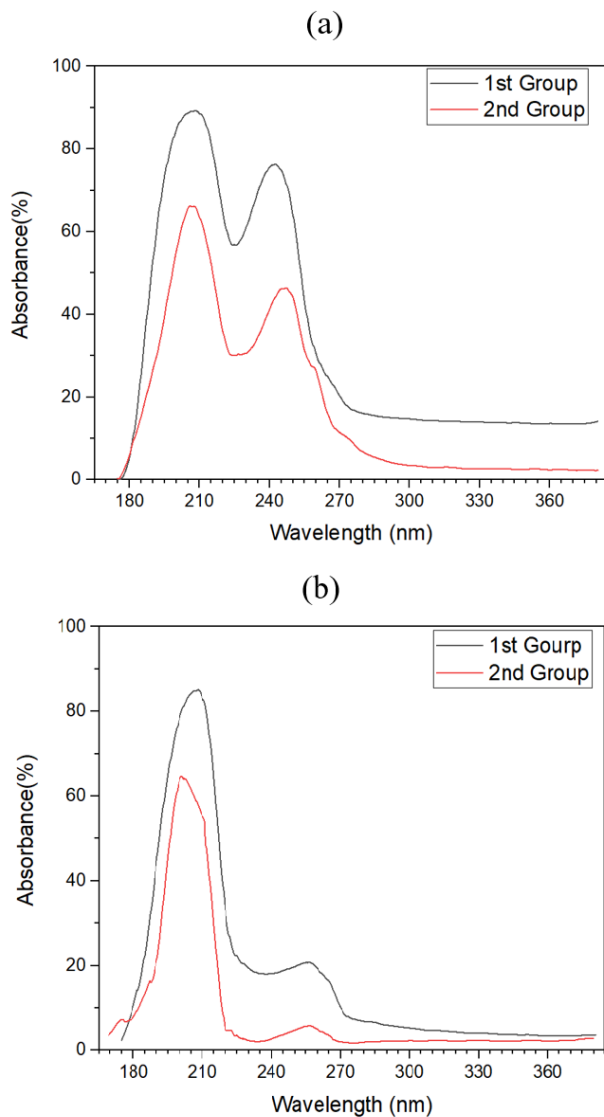 (a)
100
80
60
40
20
0
Absorbance(%)
1st Group
2nd Group
180 210 240 270 300 330 360
Wavelength (nm)
(b)
100
80
60
40
20
0
Absorbance(%)
1st Gourp
2nd Group
180 210 240 270 300 330 360
Wavelength (nm)